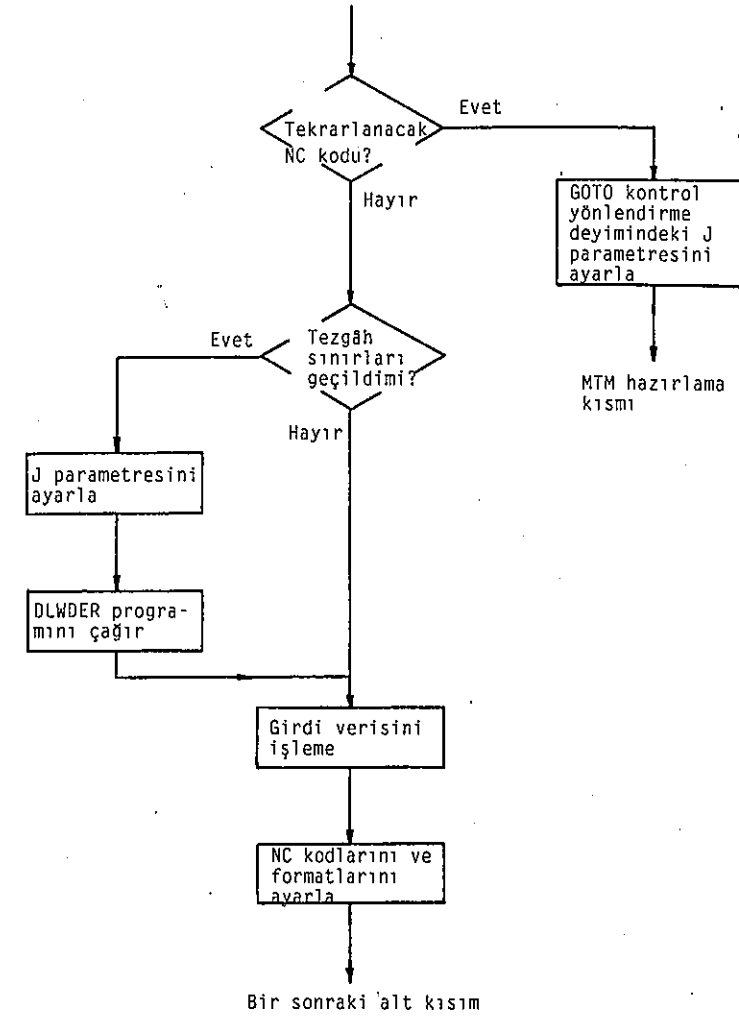 Evet
Tekrarlanacak
NC kodu?
Hayır
GOTO kontrol
yönlendirme
deyimindeki J
parametresini
ayarla
MTM hazırlama
kısmı
Evet
Tezgâh
sınırları
geçildimi?
Hayır
J parametresini
ayarla
DLWDER progra-
mını çağır
Girdi verisini
işleme
NC kodlarını ve
formatlarını
ayarla
Bir sonraki alt kısım